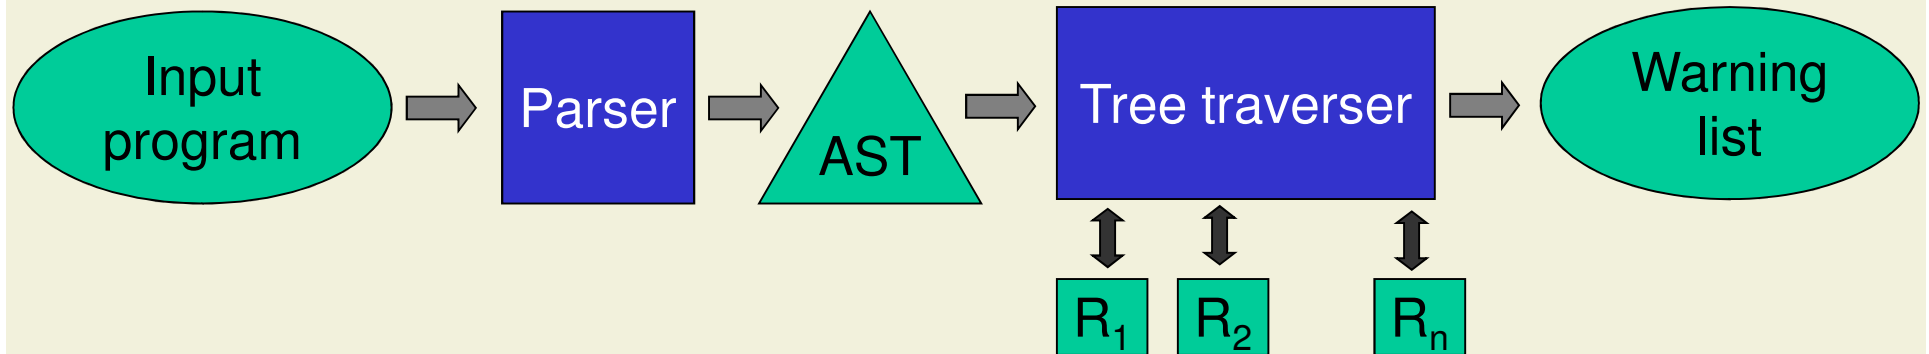 Input
program
Parser
AST
Tree traverser
Warning
list
R1
R2
Rn